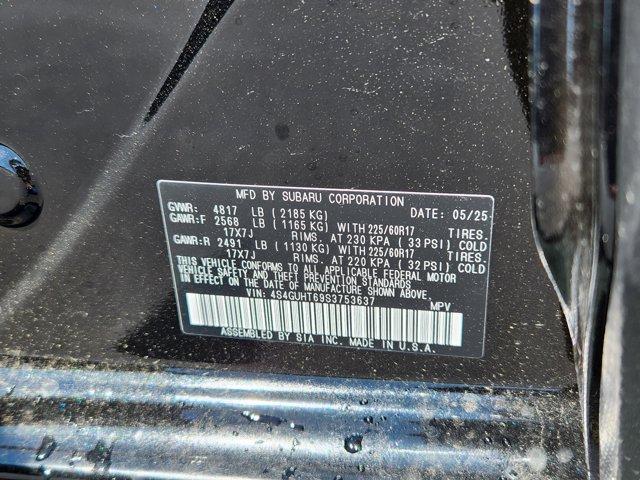 MFD BY SUBARU CORPORATION
GVWR: 4817 LB ( 2185 KG) DATE: 05/25
GAWR:F 2568 LB ( 1165 KG) WITH 225/60R17 TIRES.
17X7J RIMS. AT 230 KPA ( 33 PSI) COLD
GAWR:R 2491 LB ( 1130 KG) WITH 225/60R17 TIRES.
17X7J RIMS. AT 220 KPA ( 32 PSI) COLD
THIS VEHICLE CONFORMS TO ALL APPLICABLE FEDERAL MOTOR
VEHICLE SAFETY AND THEFT PREVENTION STANDARDS
IN EFFECT ON THE DATE OF MANUFACTURE SHOWN ABOVE.
VIN: 4S4GUHT69S3753637 MPV
ASSEMBLED BY SIA INC. MADE IN U.S.A.